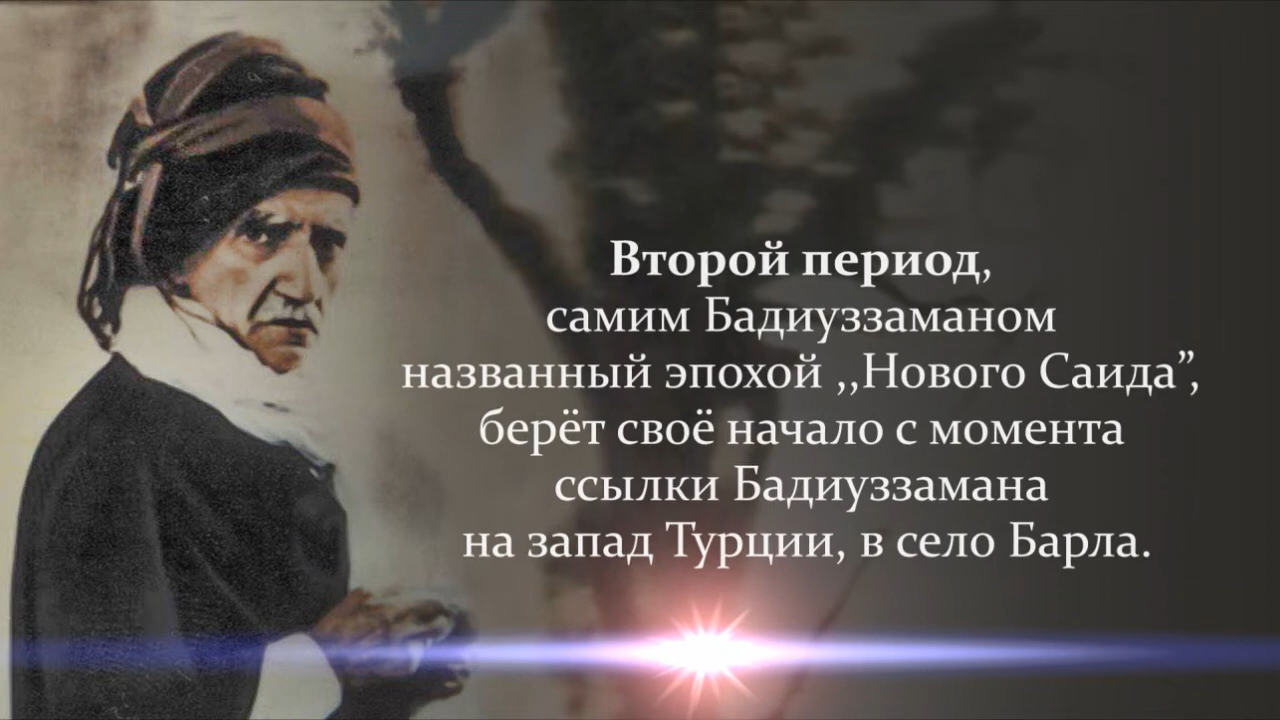 Второй период,
самим Бадиуззаманом
названный эпохой ,,Нового Саида”,
берёт своё начало с момента
ссылки Бадиуззамана
на запад Турции, в село Барла.